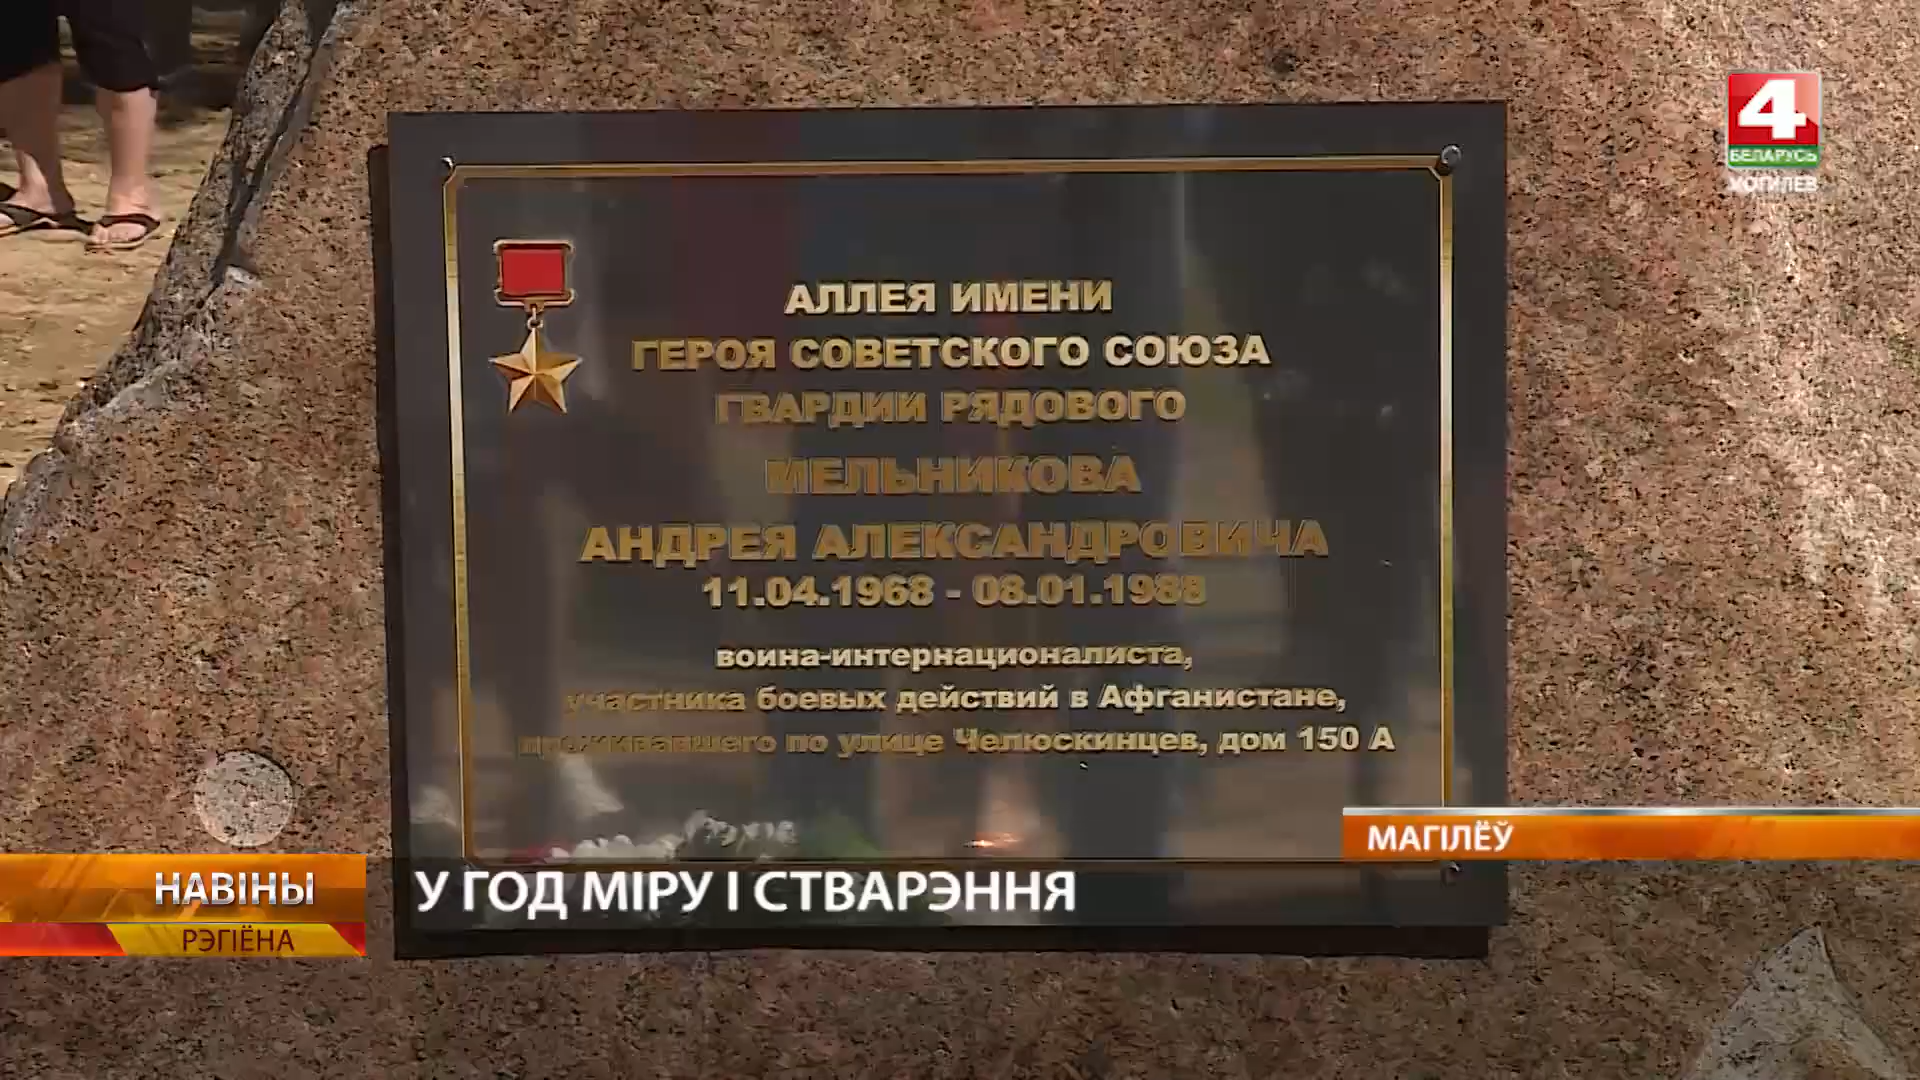 4
БЕЛАРУСЬ
МОГИЛЕВ
АЛЛЕЯ ИМЕНИ
ГЕРОЯ СОВЕТСКОГО СОЮЗА
ГВАРДИИ РЯДОВОГО
МЕЛЬНИКОВА
АНДРЕЯ АЛЕКСАНДРОВИЧА
11.04.1968 - 08.01.1988
воина-интернационалиста,
участника боевых действий в Афганистане,
проживавшего по улице Челюскинцев, дом 150 А
МАГІЛЁЎ
НАВІНЫ
РЭГІЁНА
У ГОД МІРУ І СТВАРЭННЯ